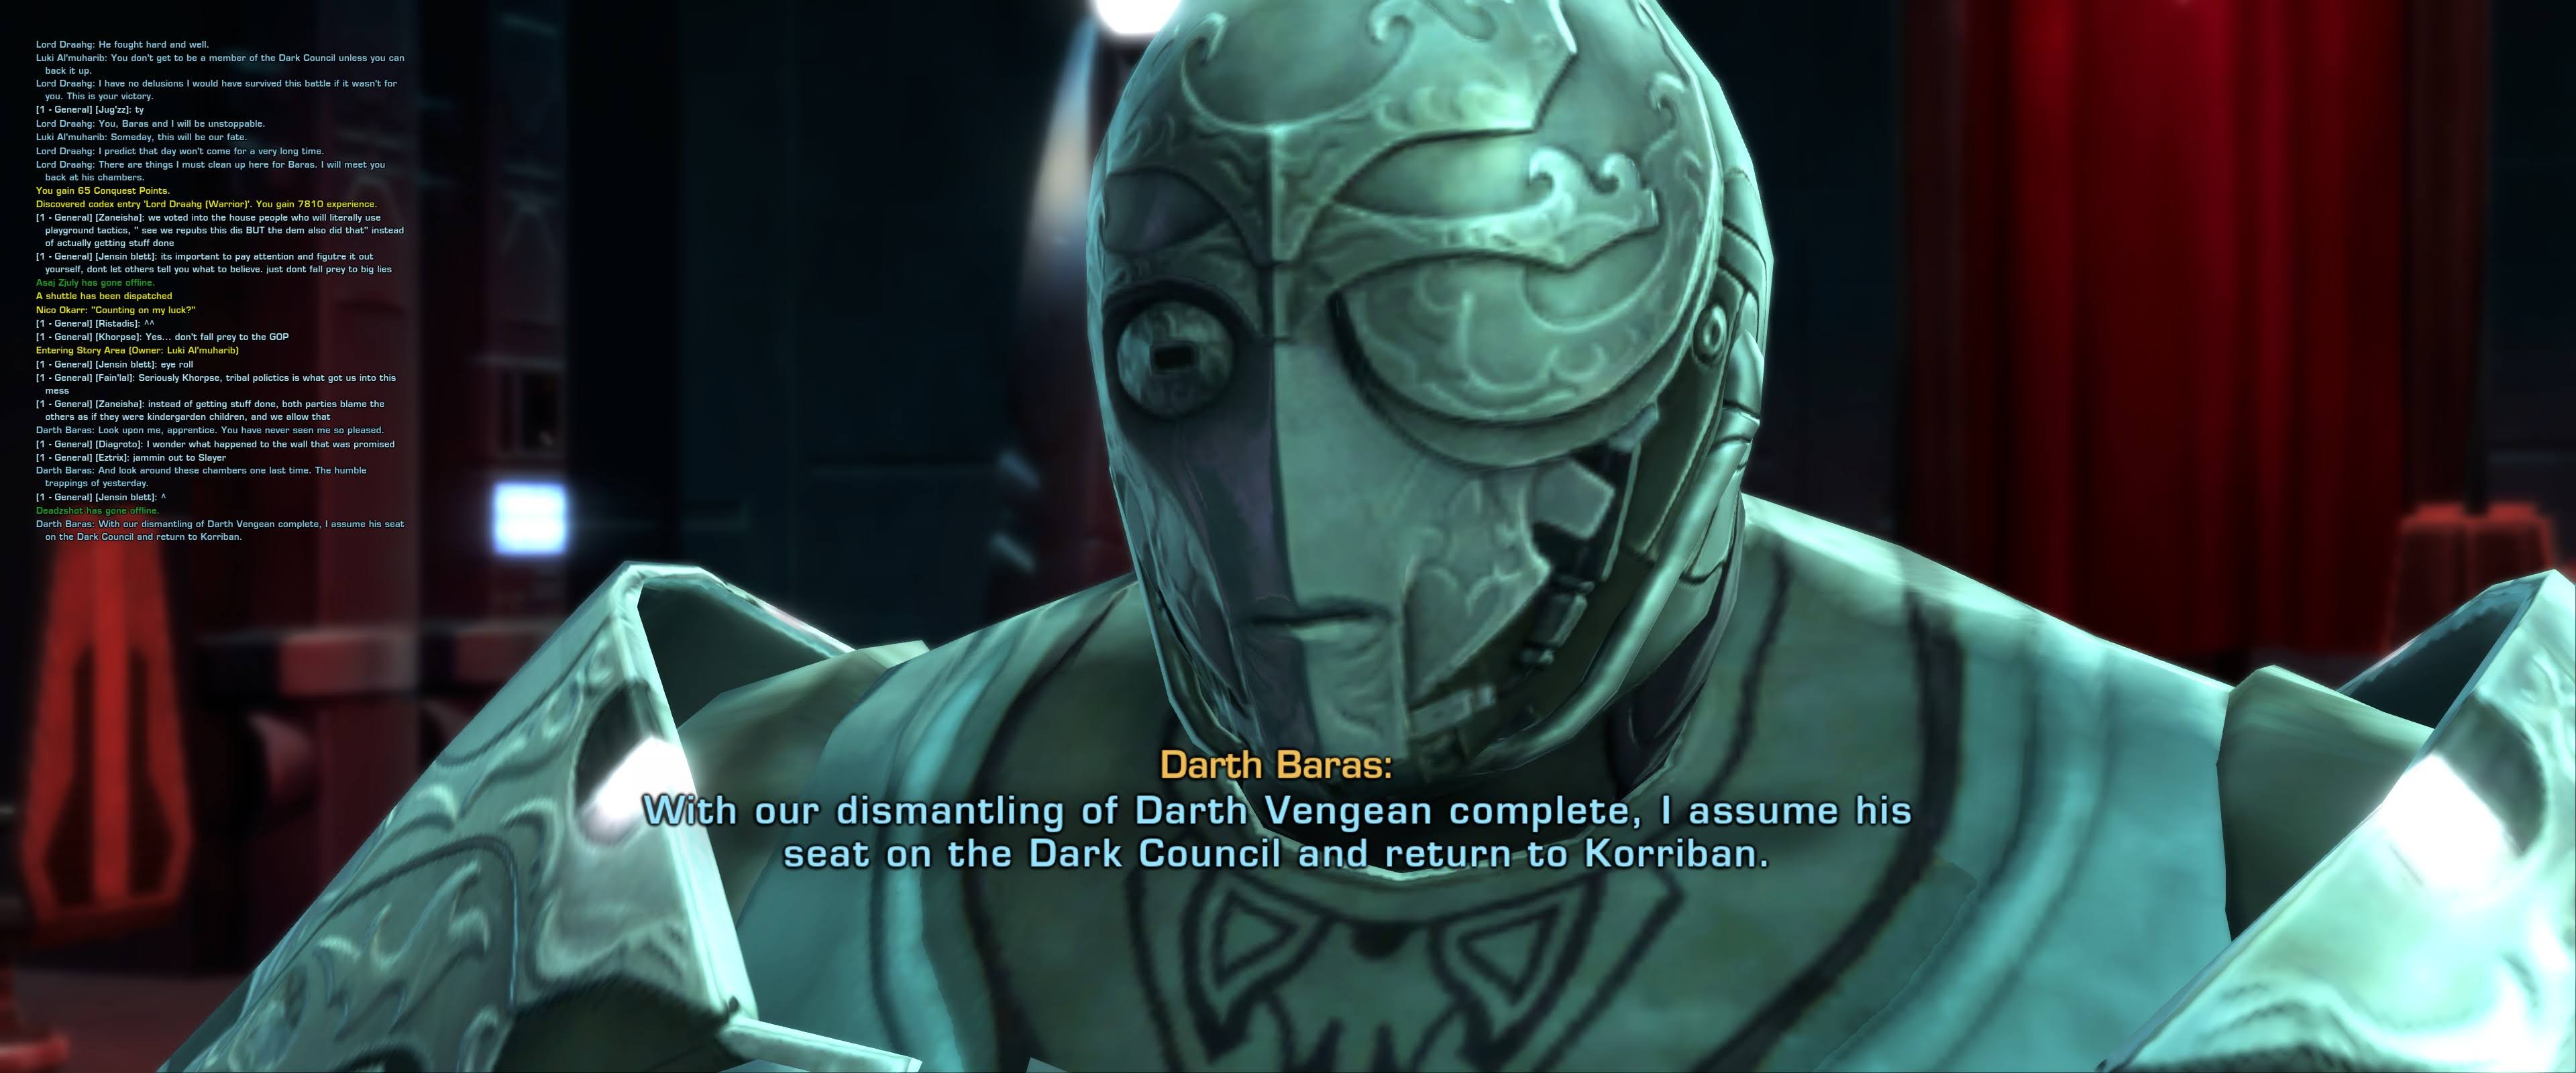 Lord Draahg: He fought hard and well.
Luki Al'muharib: You don't get to be a member of the Dark Council unless you can
back it up.
Lord Draahg: I have no delusions I would have survived this battle if it wasn't for
you. This is your victory.
[1 - General] [Jug'zz]: ty
Lord Draahg: You, Baras and I will be unstoppable.
Luki Al'muharib: Someday, this will be our fate.
Lord Draahg: I predict that day won't come for a very long time.
Lord Draahg: There are things I must clean up here for Baras. I will meet you
back at his chambers.
You gain 65 Conquest Points.
Discovered codex entry 'Lord Draahg (Warrior)'. You gain 7810 experience.
[1 - General] [Zaneisha]: we voted into the house people who will literally use
playground tactics, " see we repubs this dis BUT the dem also did that" instead
of actually getting stuff done
[1 - General] [Jensin blett]: its important to pay attention and figutre it out
yourself, dont let others tell you what to believe. just dont fall prey to big lies
Asaj Zjuly has gone offline.
A shuttle has been dispatched
Nico Okarr: "Counting on my luck?"
[1 - General] [Ristadis]: ^^
[1 - General] [Khorpse]: Yes... don't fall prey to the GOP
Entering Story Area (Owner: Luki Al'muharib)
[1 - General] [Jensin blett]: eye roll
[1 - General] [Fain'lal]: Seriously Khorpse, tribal polictics is what got us into this
mess
[1 - General] [Zaneisha]: instead of getting stuff done, both parties blame the
others as if they were kindergarden children, and we allow that
Darth Baras: Look upon me, apprentice. You have never seen me so pleased.
[1 - General] [Diagroto]: I wonder what happened to the wall that was promised
[1 - General] [Eztrix]: jammin out to Slayer
Darth Baras: And look around these chambers one last time. The humble
trappings of yesterday.
[1 - General] [Jensin blett]: ^
Deadzshot has gone offline.
Darth Baras: With our dismantling of Darth Vengean complete, I assume his seat
on the Dark Council and return to Korriban.
Darth Baras:
With our dismantling of Darth Vengean complete, I assume his
seat on the Dark Council and return to Korriban.